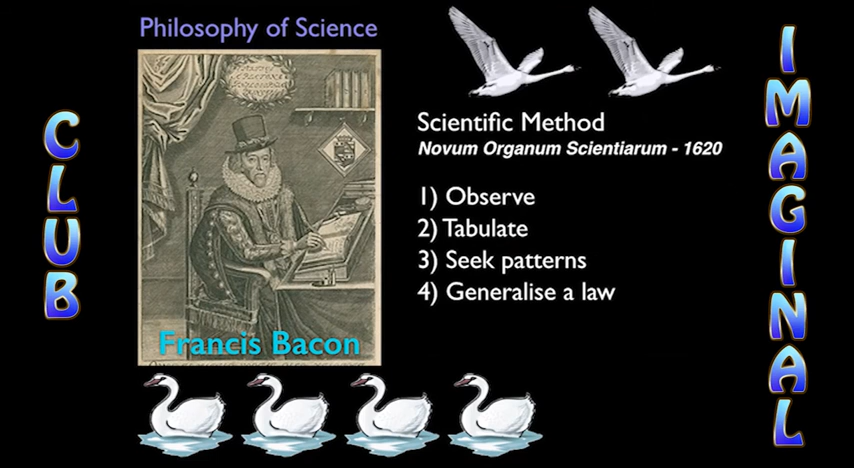 Philosophy of Science
CLUB
Francis Bacon
Scientific Method
Novum Organum Scientiarum - 1620
1) Observe
2) Tabulate
3) Seek patterns
4) Generalise a law
IMAGINAL